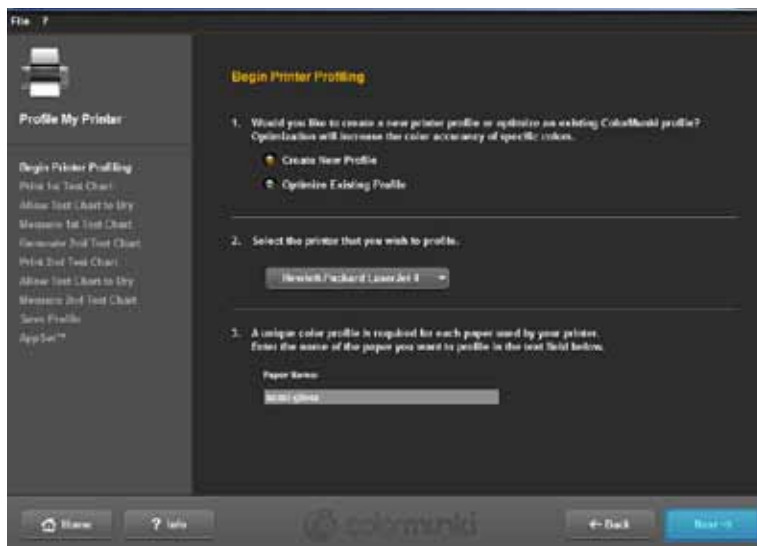 File ?
Profile My Printer
Begin Printer Profiling
Print 1st Test Chart
Allow Test Chart to Dry
Measure 1st Test Chart
Generate 2nd Test Chart
Print 2nd Test Chart
Allow Test Chart to Dry
Measure 2nd Test Chart
Save Profile
AppSet™
Begin Printer Profiling
1. Would you like to create a new printer profile or optimize an existing ColorMunki profile?
Optimization will increase the color accuracy of specific colors.
Create New Profile
Optimize Existing Profile
2. Select the printer that you wish to profile.
Hewlett Packard LaserJet
3. A unique color profile is required for each paper used by your printer.
Enter the name of the paper you want to profile in the text field below.
Paper Name:
semi-gloss
Home
? Info
colormunki
← Back
Next →